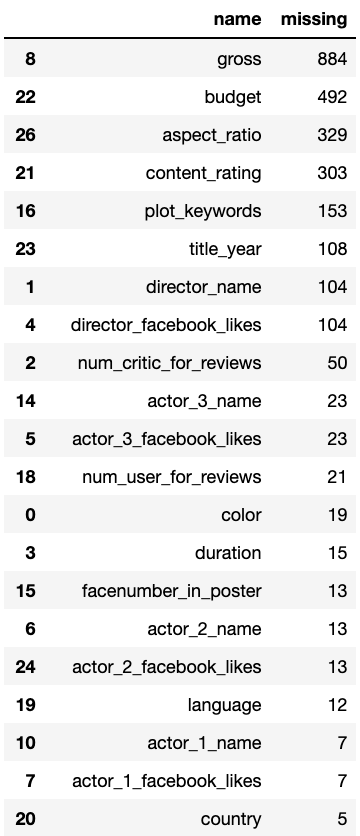 name missing
8 gross 884
22 budget 492
26 aspect_ratio 329
21 content_rating 303
16 plot_keywords 153
23 title_year 108
1 director_name 104
4 director_facebook_likes 104
2 num_critic_for_reviews 50
14 actor_3_name 23
5 actor_3_facebook_likes 23
18 num_user_for_reviews 21
0 color 19
3 duration 15
15 facenumber_in_poster 13
6 actor_2_name 13
24 actor_2_facebook_likes 13
19 language 12
10 actor_1_name 7
7 actor_1_facebook_likes 7
20 country 5